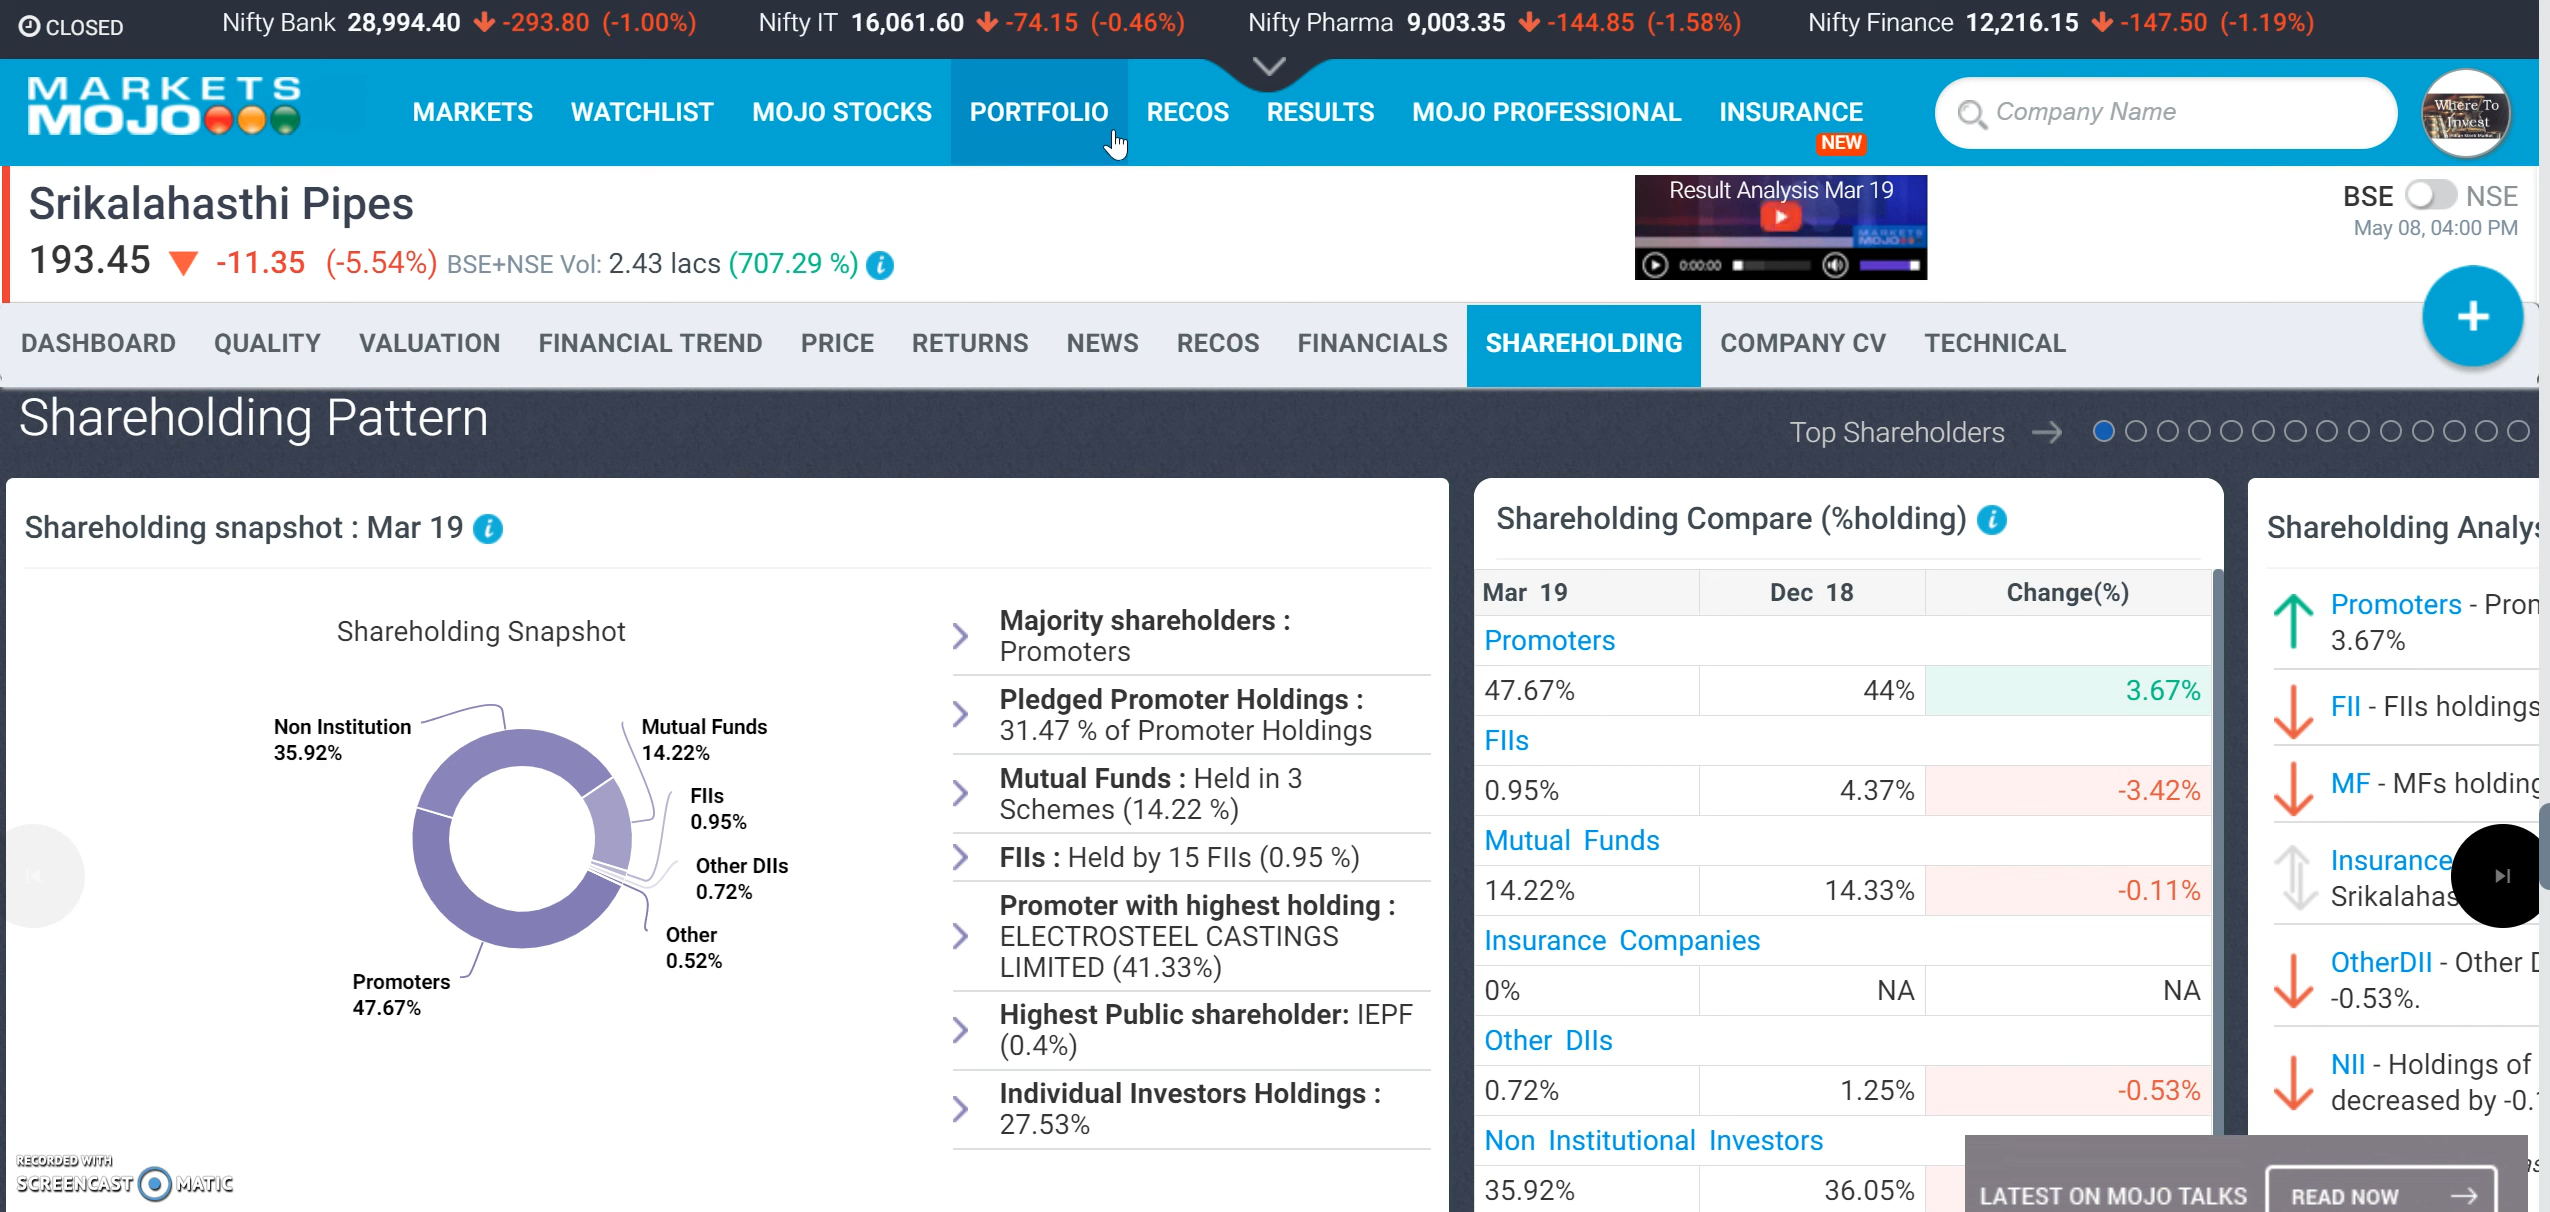 CLOSED
Nifty Bank 28,994.40 -293.80 (-1.00%)
Nifty IT 16,061.60 -74.15 (-0.46%)
Nifty Pharma 9,003.35 -144.85 (-1.58%)
Nifty Finance 12,216.15 -147.50 (-1.19%)
MARKETS
MOJO
MARKETS WATCHLIST MOJO STOCKS PORTFOLIO RECOS RESULTS MOJO PROFESSIONAL INSURANCE
NEW
Company Name
Where To
Invest
Srikalahasthi Pipes
193.45 -11.35 (-5.54%) BSE+NSE Vol: 2.43 lacs (707.29 %)
Result Analysis Mar 19
MARKETS
MOJO
0:00:00
BSE NSE
May 08, 04:00 PM
DASHBOARD QUALITY VALUATION FINANCIAL TREND PRICE RETURNS NEWS RECOS FINANCIALS SHAREHOLDING COMPANY CV TECHNICAL
Shareholding Pattern
Top Shareholders
Shareholding snapshot : Mar 19
Shareholding Snapshot
Non Institution
35.92%
Mutual Funds
14.22%
FIIs
0.95%
Other DIIs
0.72%
Other
0.52%
Promoters
47.67%
Majority shareholders :
Promoters
Pledged Promoter Holdings :
31.47 % of Promoter Holdings
Mutual Funds : Held in 3
Schemes (14.22 %)
FIIs : Held by 15 FIIs (0.95 %)
Promoter with highest holding :
ELECTROSTEEL CASTINGS
LIMITED (41.33%)
Highest Public shareholder: IEPF
(0.4%)
Individual Investors Holdings :
27.53%
Shareholding Compare (%holding)
Mar 19 Dec 18 Change(%)
Promoters
47.67% 44% 3.67%
FIIs
0.95% 4.37% -3.42%
Mutual Funds
14.22% 14.33% -0.11%
Insurance Companies
0% NA NA
Other DIIs
0.72% 1.25% -0.53%
Non Institutional Investors
35.92% 36.05%
Shareholding Analys
Promoters - Pron
3.67%
FII - FIIs holdings
MF - MFs holding
Insurance
Srikalahas
OtherDII - Other D
-0.53%.
NII - Holdings of
decreased by -0.
LATEST ON MOJO TALKS
READ NOW
RECORDED WITH
SCREENCAST MATIC